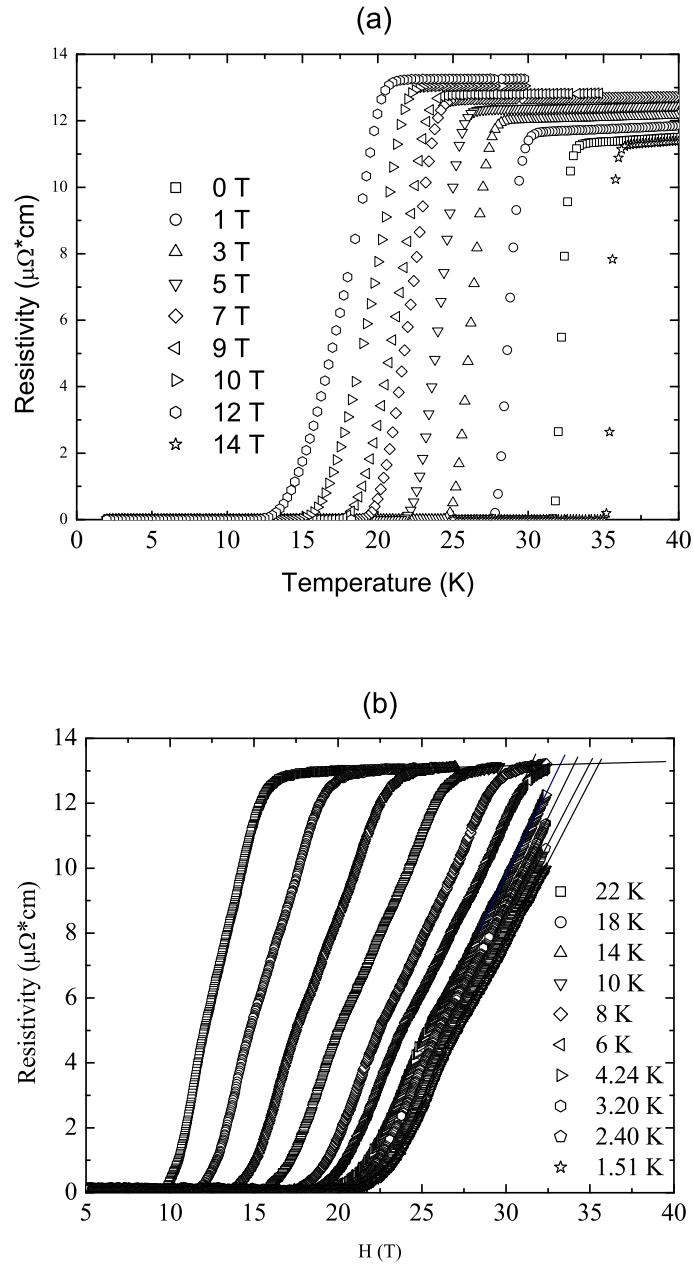 (a)
14
12
10
8
6
4
2
0
0 5 10 15 20 25 30 35 40
Resistivity (μΩ*cm)
Temperature (K)
0 T
1 T
3 T
5 T
7 T
9 T
10 T
12 T
14 T
(b)
14
12
10
8
6
4
2
0
5 10 15 20 25 30 35 40
Resistivity (μΩ*cm)
H (T)
22 K
18 K
14 K
10 K
8 K
6 K
4.24 K
3.20 K
2.40 K
1.51 K